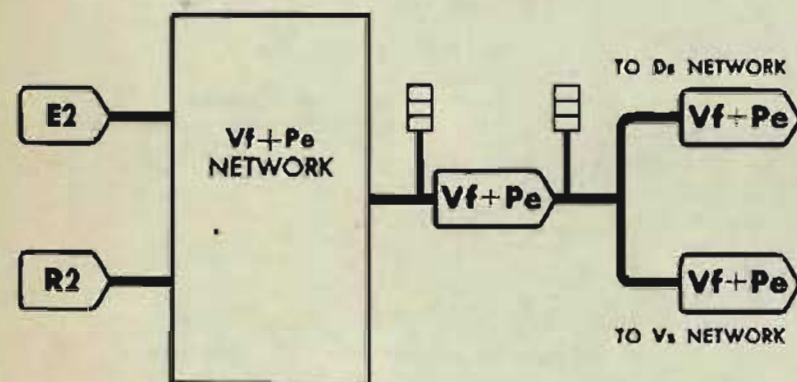 TO Ds NETWORK
E2
Vf+Pe
NETWORK
Vf+Pe
Vf+Pe
R2
Vf+Pe
TO Vs NETWORK